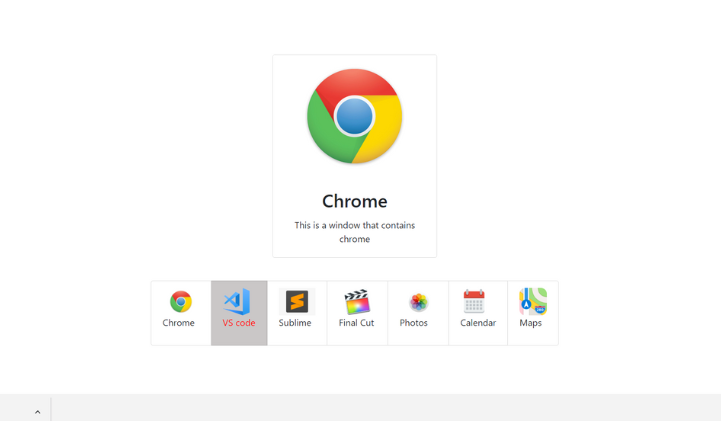 Chrome
This is a window that contains
chrome
Chrome
VS code
Sublime
Final Cut
Photos
Calendar
Maps